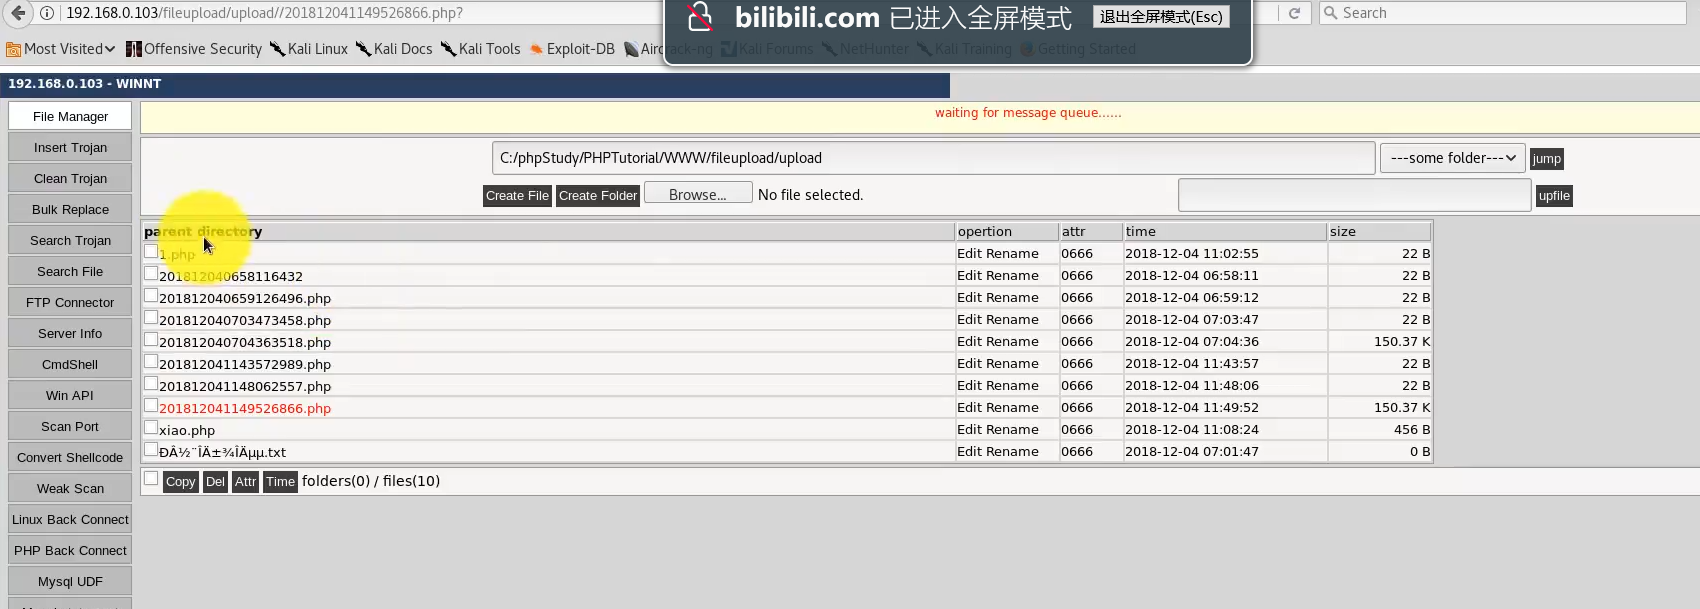 192.168.0.103/fileupload/upload//201812041149526866.php?
Search
bilibili.com 已进入全屏模式 退出全屏模式(Esc)
Most Visited Offensive Security Kali Linux Kali Docs Kali Tools Exploit-DB Aircrack-ng Kali Forums NetHunter Kali Training Getting Started
192.168.0.103 - WINNT
File Manager
Insert Trojan
Clean Trojan
Bulk Replace
Search Trojan
Search File
FTP Connector
Server Info
CmdShell
Win API
Scan Port
Convert Shellcode
Weak Scan
Linux Back Connect
PHP Back Connect
Mysql UDF
waiting for message queue......
C:/phpStudy/PHPTutorial/WWW/fileupload/upload ---some folder--- jump
Create File Create Folder Browse... No file selected. upfile
parent directory opertion attr time size
1.php Edit Rename 0666 2018-12-04 11:02:55 22 B
201812040658116432 Edit Rename 0666 2018-12-04 06:58:11 22 B
201812040659126496.php Edit Rename 0666 2018-12-04 06:59:12 22 B
201812040703473458.php Edit Rename 0666 2018-12-04 07:03:47 22 B
201812040704363518.php Edit Rename 0666 2018-12-04 07:04:36 150.37 K
201812041143572989.php Edit Rename 0666 2018-12-04 11:43:57 22 B
201812041148062557.php Edit Rename 0666 2018-12-04 11:48:06 22 B
201812041149526866.php Edit Rename 0666 2018-12-04 11:49:52 150.37 K
xiao.php Edit Rename 0666 2018-12-04 11:08:24 456 B
ÐÂ½¨ÎÄ±¾ÎÄµµ.txt Edit Rename 0666 2018-12-04 07:01:47 0 B
Copy Del Attr Time folders(0) / files(10)